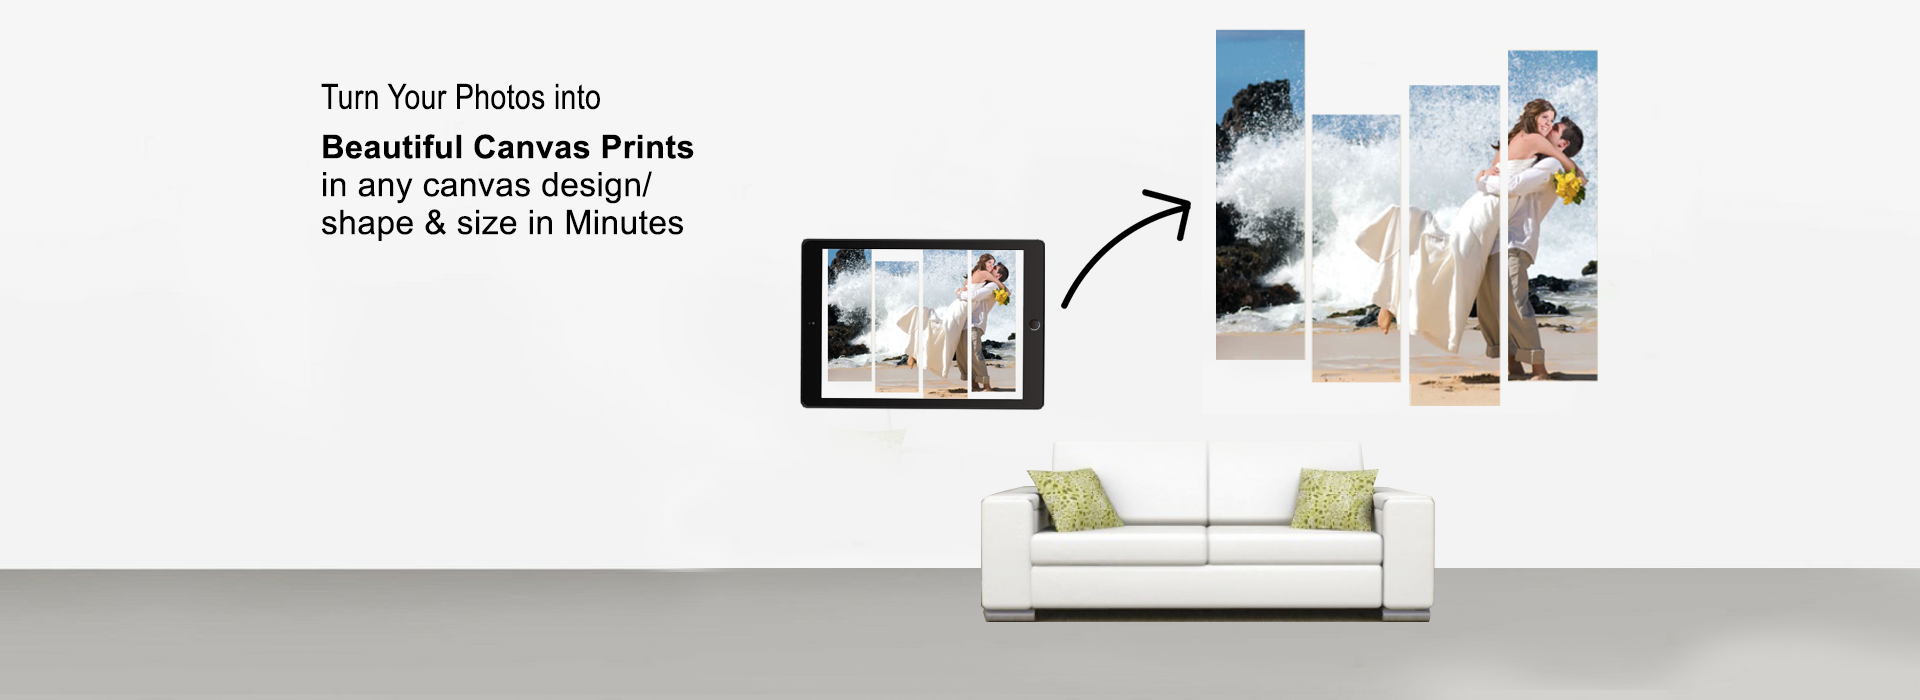 Turn Your Photos into
Beautiful Canvas Prints
in any canvas design/
shape & size in Minutes